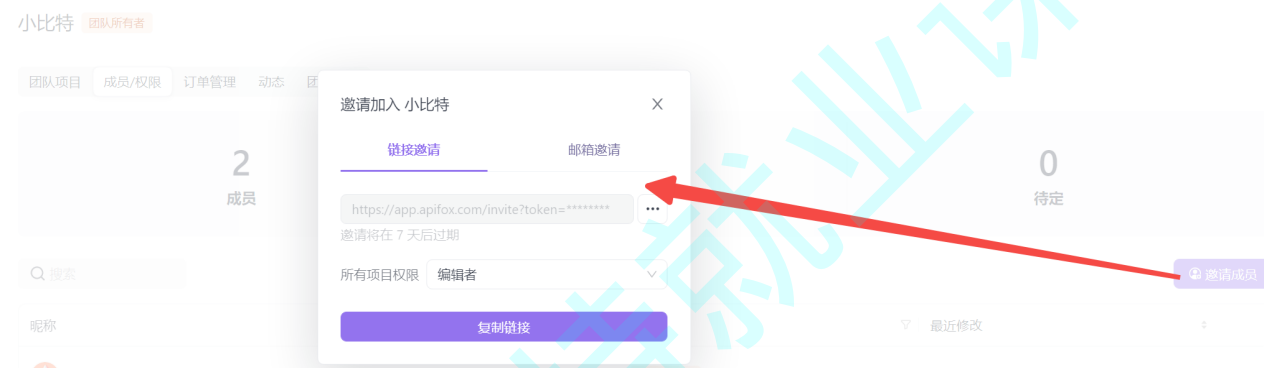 小比特 团队所有者
团队项目 成员/权限 订单管理 动态 团
邀请加入 小比特
链接邀请 邮箱邀请
2
成员
0
待定
https://app.apifox.com/invite?token=********
邀请将在 7 天后过期
搜索
邀请成员
所有项目权限 编辑者
复制链接
昵称 最近修改
特就业课